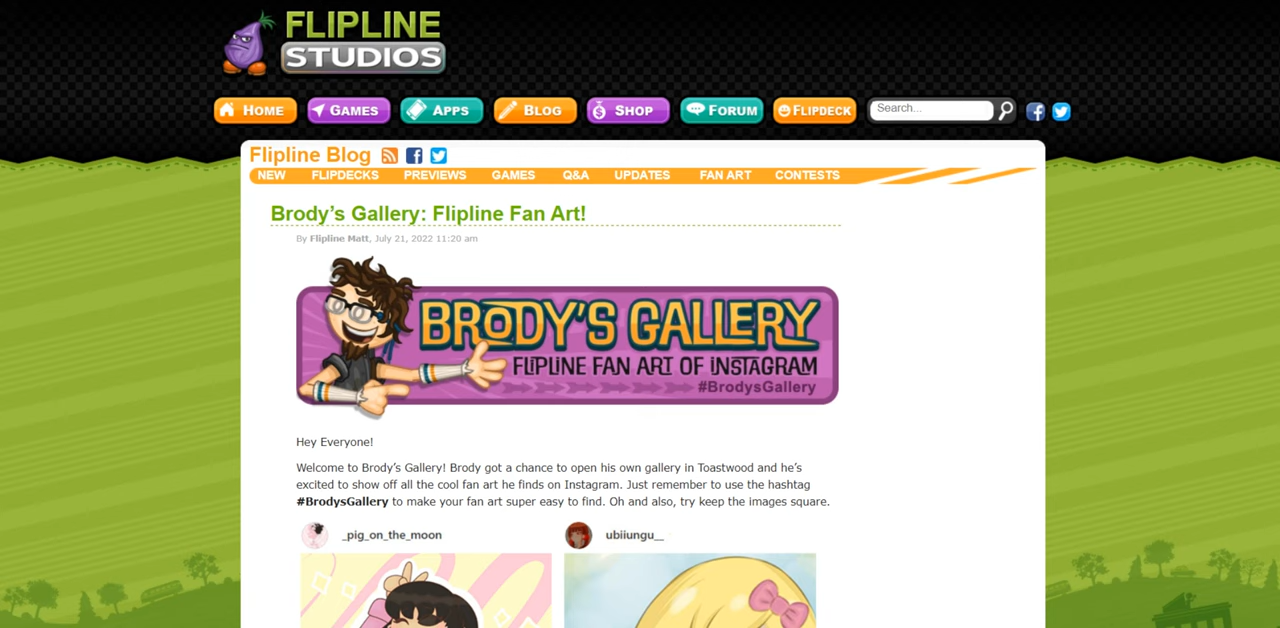 FLIPLINE
STUDIOS
HOME GAMES APPS BLOG SHOP FORUM FLIPDECK Search...
Flipline Blog
NEW FLIPDECKS PREVIEWS GAMES Q&A UPDATES FAN ART CONTESTS
Brody’s Gallery: Flipline Fan Art!
By Flipline Matt, July 21, 2022 11:20 am
BRODY'S GALLERY
FLIPLINE FAN ART OF INSTAGRAM
#BrodysGallery
Hey Everyone!
Welcome to Brody’s Gallery! Brody got a chance to open his own gallery in Toastwood and he’s
excited to show off all the cool fan art he finds on Instagram. Just remember to use the hashtag
#BrodysGallery to make your fan art super easy to find. Oh and also, try keep the images square.
_pig_on_the_moon ubiiungu__